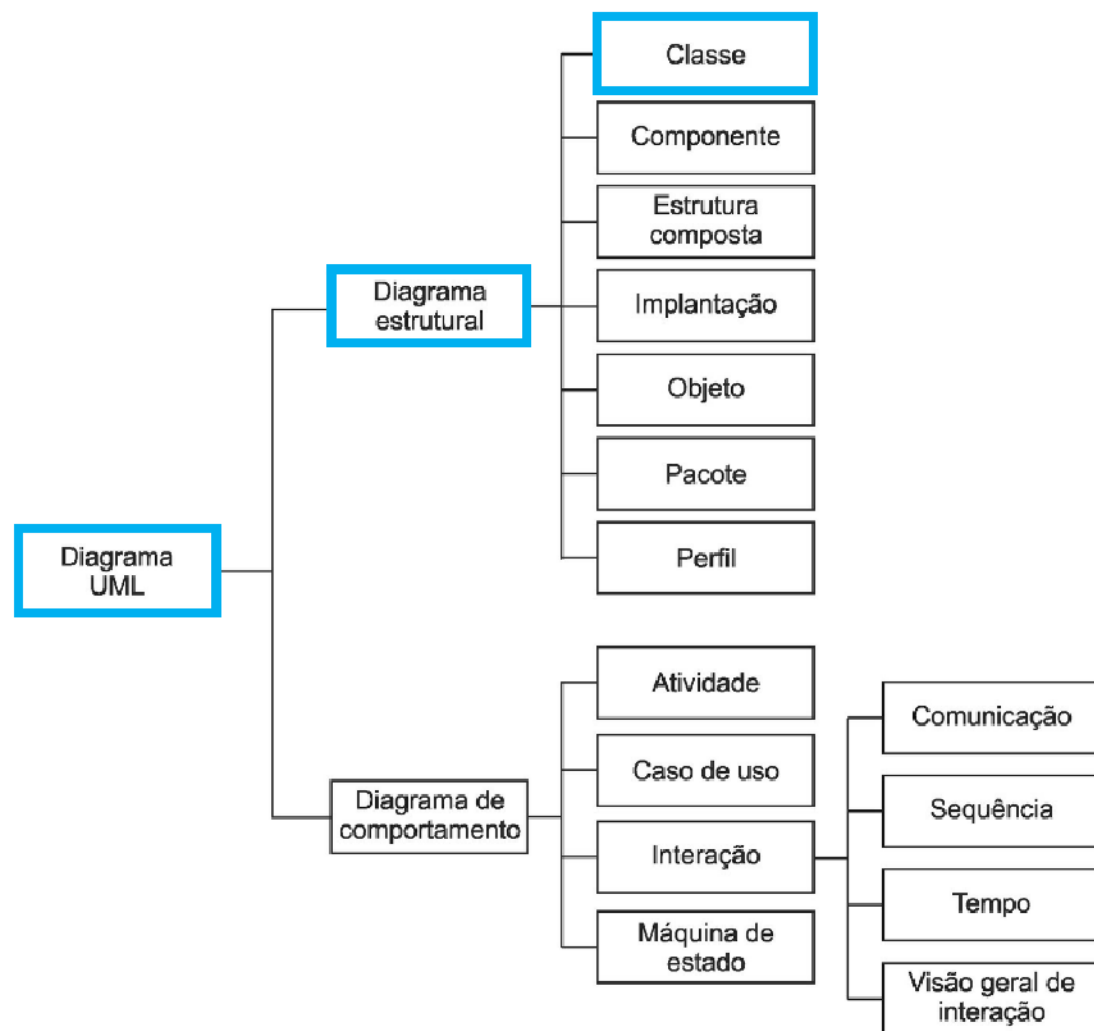 Classe
Componente
Estrutura
composta
Diagrama
estrutural
Implantação
Objeto
Pacote
Perfil
Diagrama
UML
Atividade
Comunicação
Caso de uso
Diagrama de
comportamento
Sequência
Interação
Tempo
Máquina de
estado
Visão geral de
interação